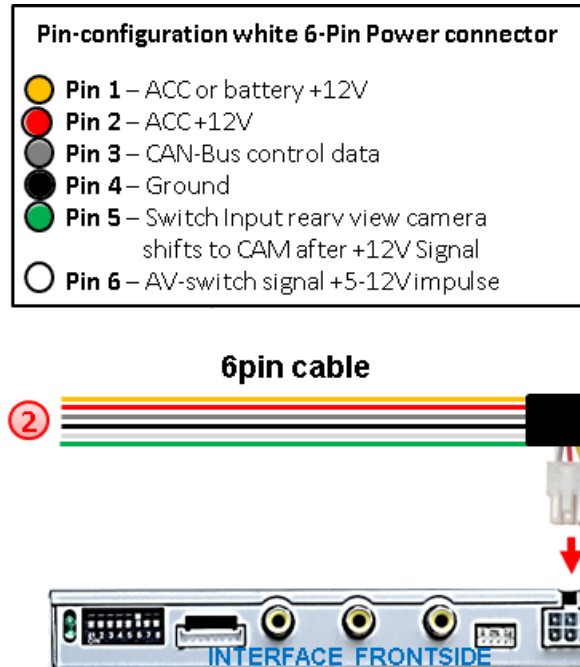 Pin-configuration white 6-Pin Power connector
Pin 1 – ACC or battery +12V
Pin 2 – ACC +12V
Pin 3 – CAN-Bus control data
Pin 4 – Ground
Pin 5 – Switch Input rearv view camera
shifts to CAM after +12V Signal
Pin 6 – AV-switch signal +5-12V impulse
6pin cable
2
1 2 3 4 5 6 7 8
INTERFACE FRONTSIDE